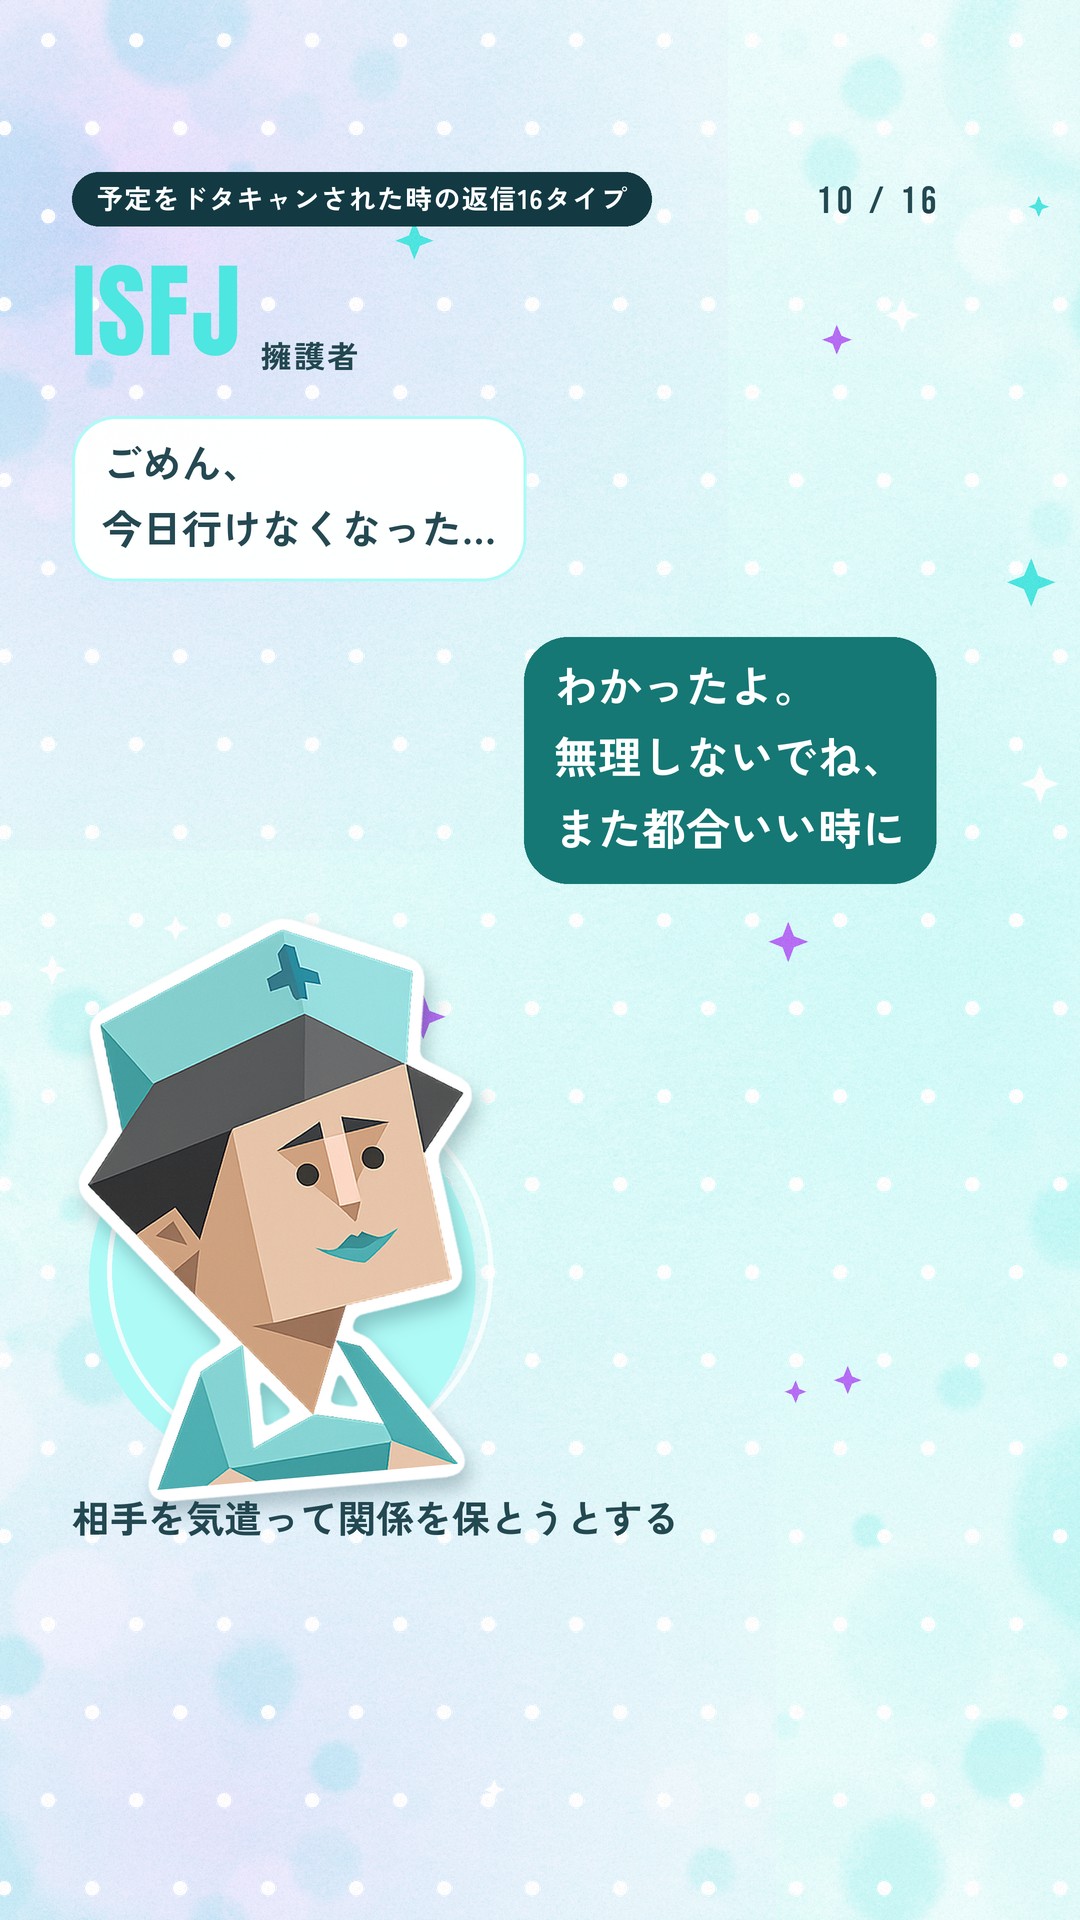 予定をドタキャンされた時の返信16タイプ
10 / 16
ISFJ 擁護者
ごめん、
今日行けなくなった...
わかったよ。
無理しないでね、
また都合いい時に
相手を気遣って関係を保とうとする